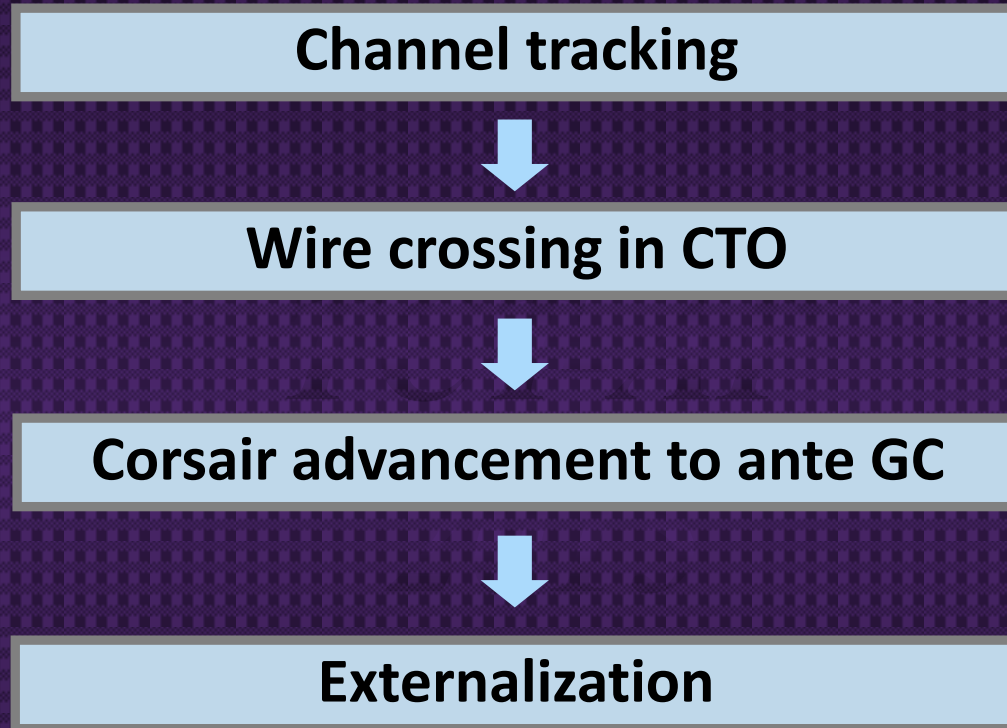 Channel tracking
Wire crossing in CTO
Corsair advancement to ante GC
Externalization